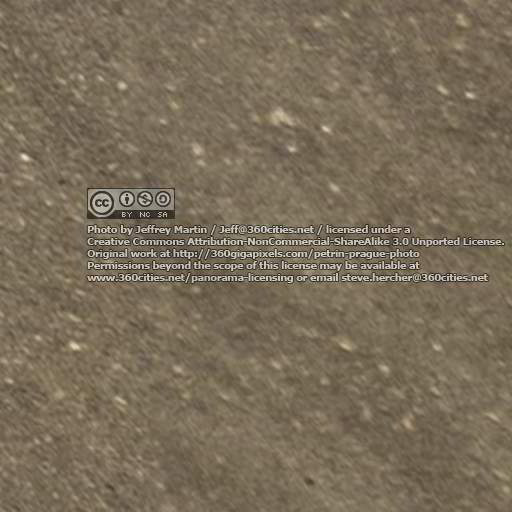 cc BY NC SA
Photo by Jeffrey Martin / Jeff@360cities.net / licensed under a
Creative Commons Attribution-NonCommercial-ShareAlike 3.0 Unported License.
Original work at http://360gigapixels.com/petrin-prague-photo
Permissions beyond the scope of this license may be available at
www.360cities.net/panorama-licensing or email steve.hercher@360cities.net